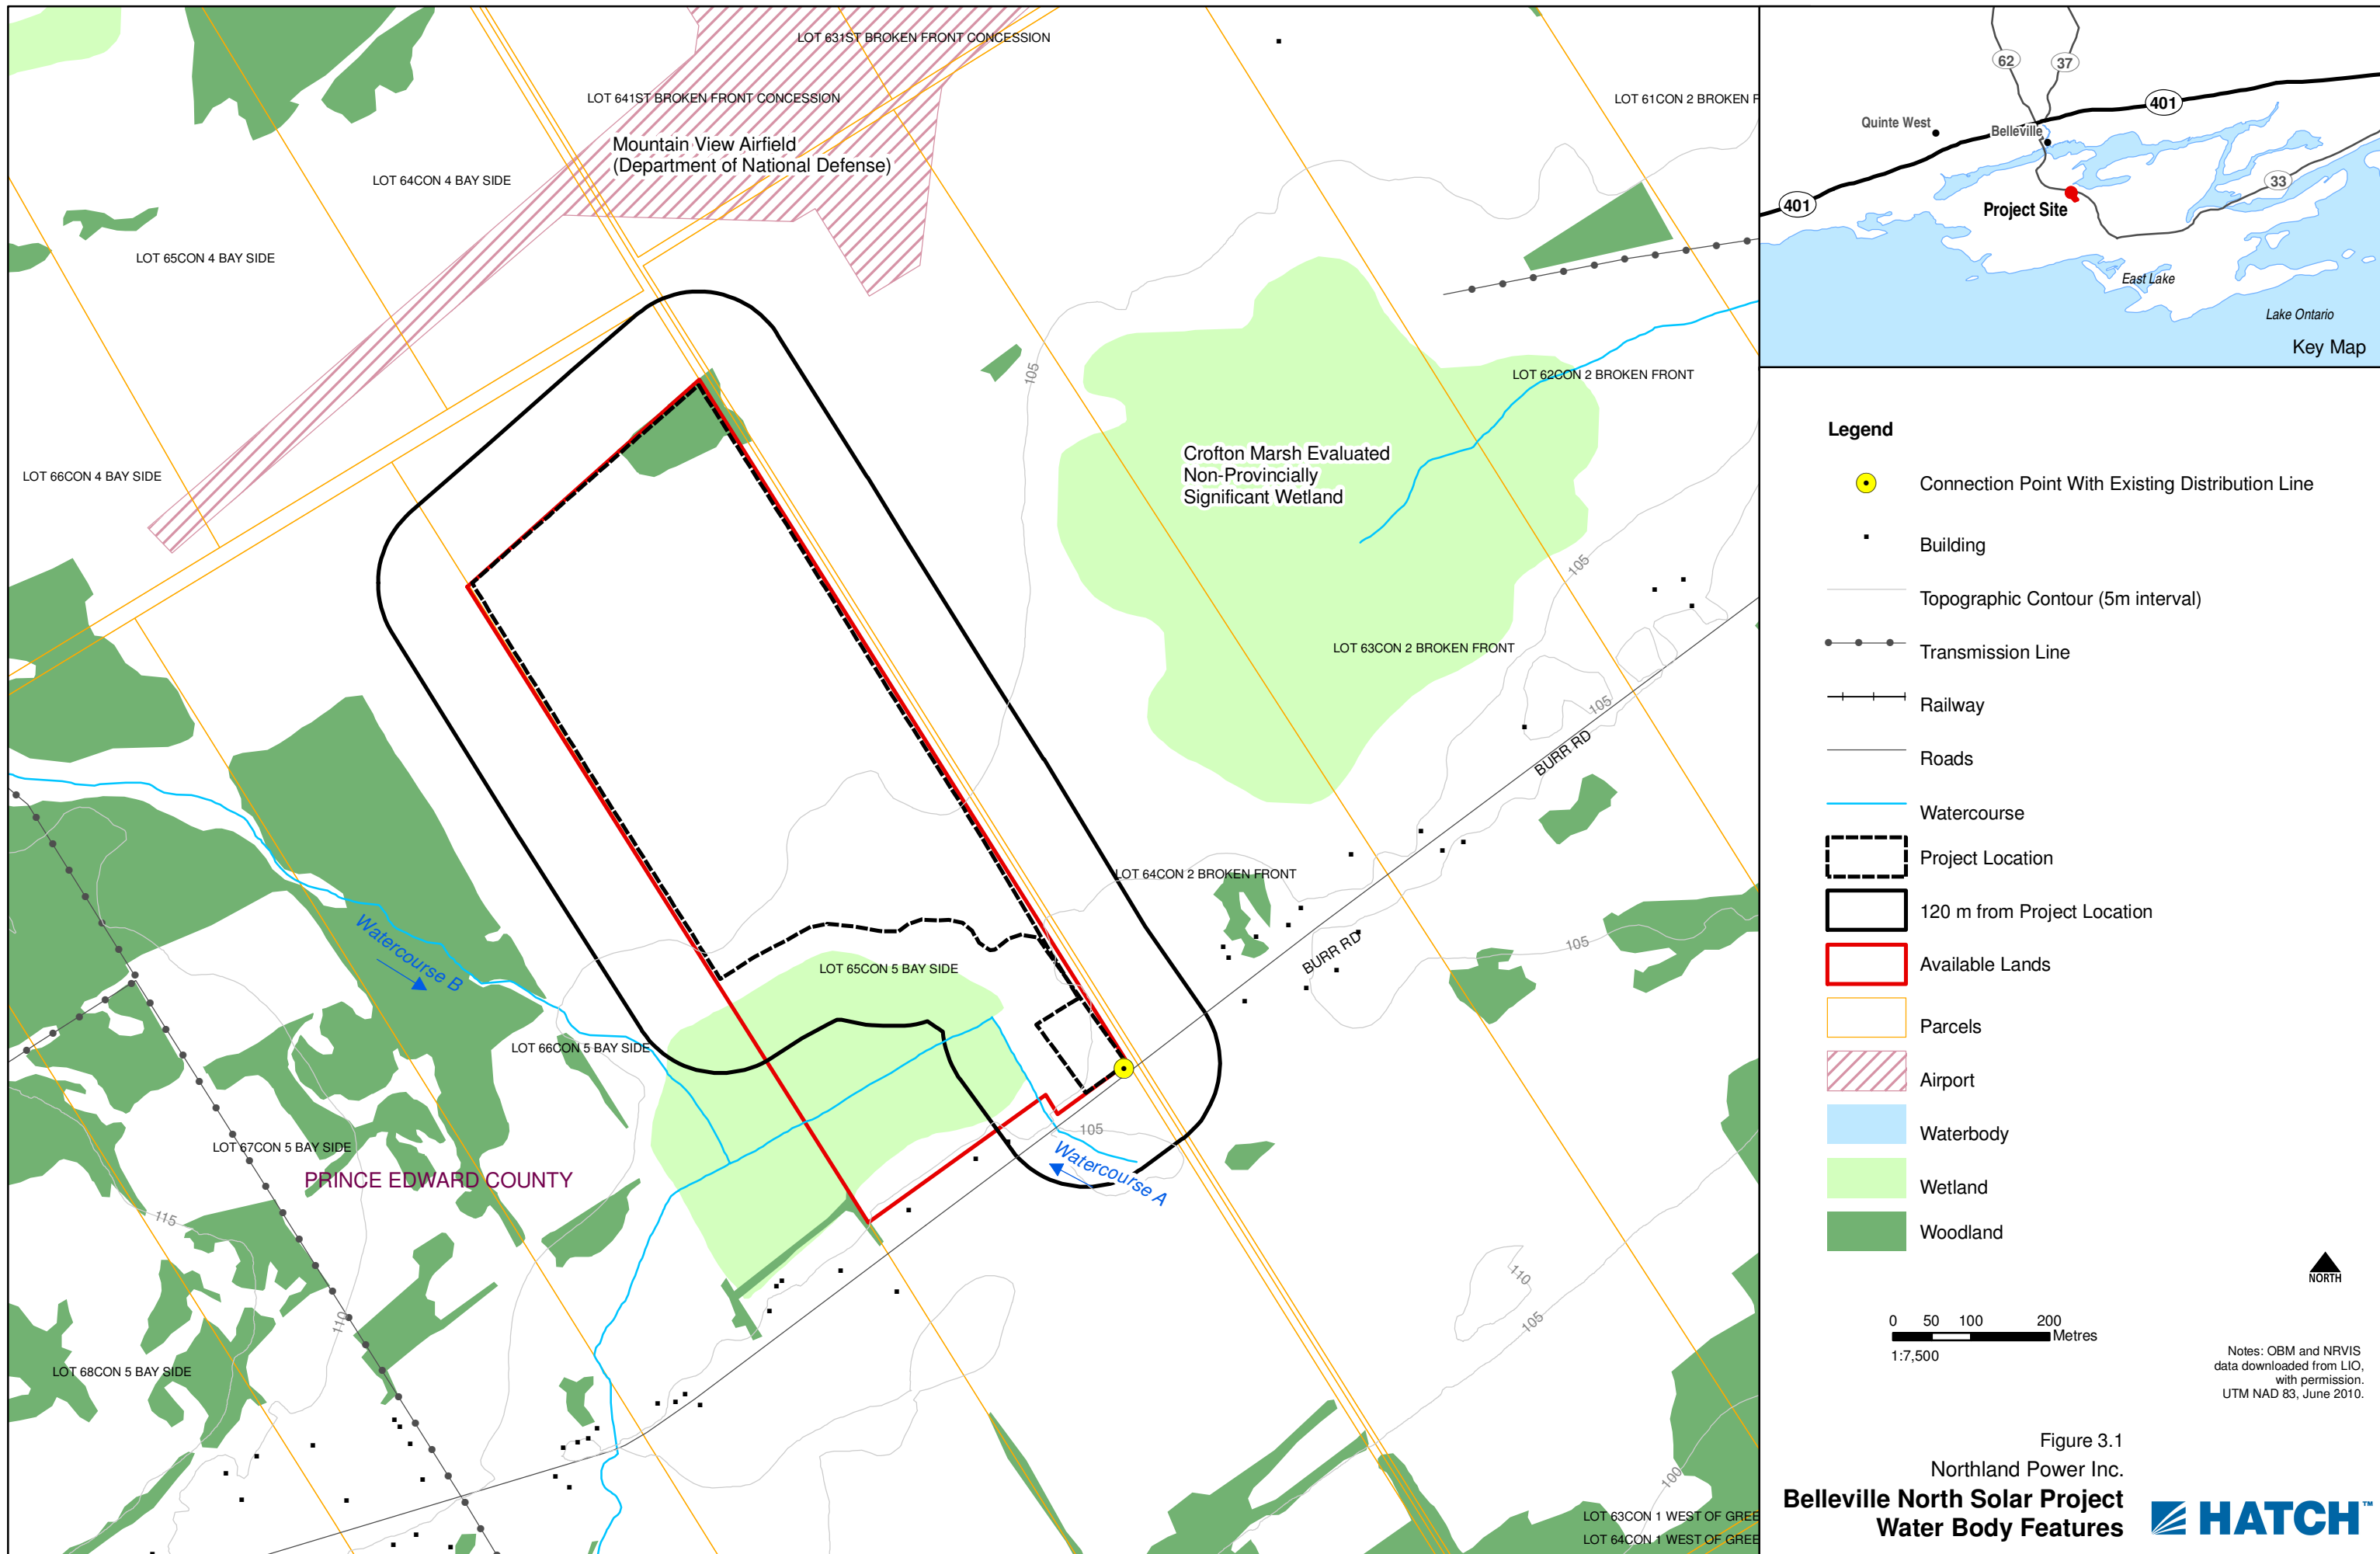 LOT 631ST BROKEN FRONT CONCESSION
LOT 641ST BROKEN FRONT CONCESSION
LOT 61CON 2 BROKEN F
Mountain View Airfield
(Department of National Defense)
LOT 64CON 4 BAY SIDE
LOT 65CON 4 BAY SIDE
LOT 66CON 4 BAY SIDE
105
LOT 62CON 2 BROKEN FRONT
Crofton Marsh Evaluated
Non-Provincially
Significant Wetland
105
LOT 63CON 2 BROKEN FRONT
105
BURR RD
LOT 64CON 2 BROKEN FRONT
BURR RD
105
LOT 65CON 5 BAY SIDE
Watercourse B
LOT 66CON 5 BAY SIDE
105
Watercourse A
LOT 67CON 5 BAY SIDE
PRINCE EDWARD COUNTY
115
110
110
105
LOT 68CON 5 BAY SIDE
100
LOT 63CON 1 WEST OF GREE
LOT 64CON 1 WEST OF GREE
62
37
401
Quinte West
Belleville
33
401
Project Site
East Lake
Lake Ontario
Key Map
Legend
Connection Point With Existing Distribution Line
Building
Topographic Contour (5m interval)
Transmission Line
Railway
Roads
Watercourse
Project Location
120 m from Project Location
Available Lands
Parcels
Airport
Waterbody
Wetland
Woodland
NORTH
0 50 100 200
Metres
1:7,500
Notes: OBM and NRVIS
data downloaded from LIO,
with permission.
UTM NAD 83, June 2010.
Figure 3.1
Northland Power Inc.
Belleville North Solar Project
Water Body Features
HATCH™